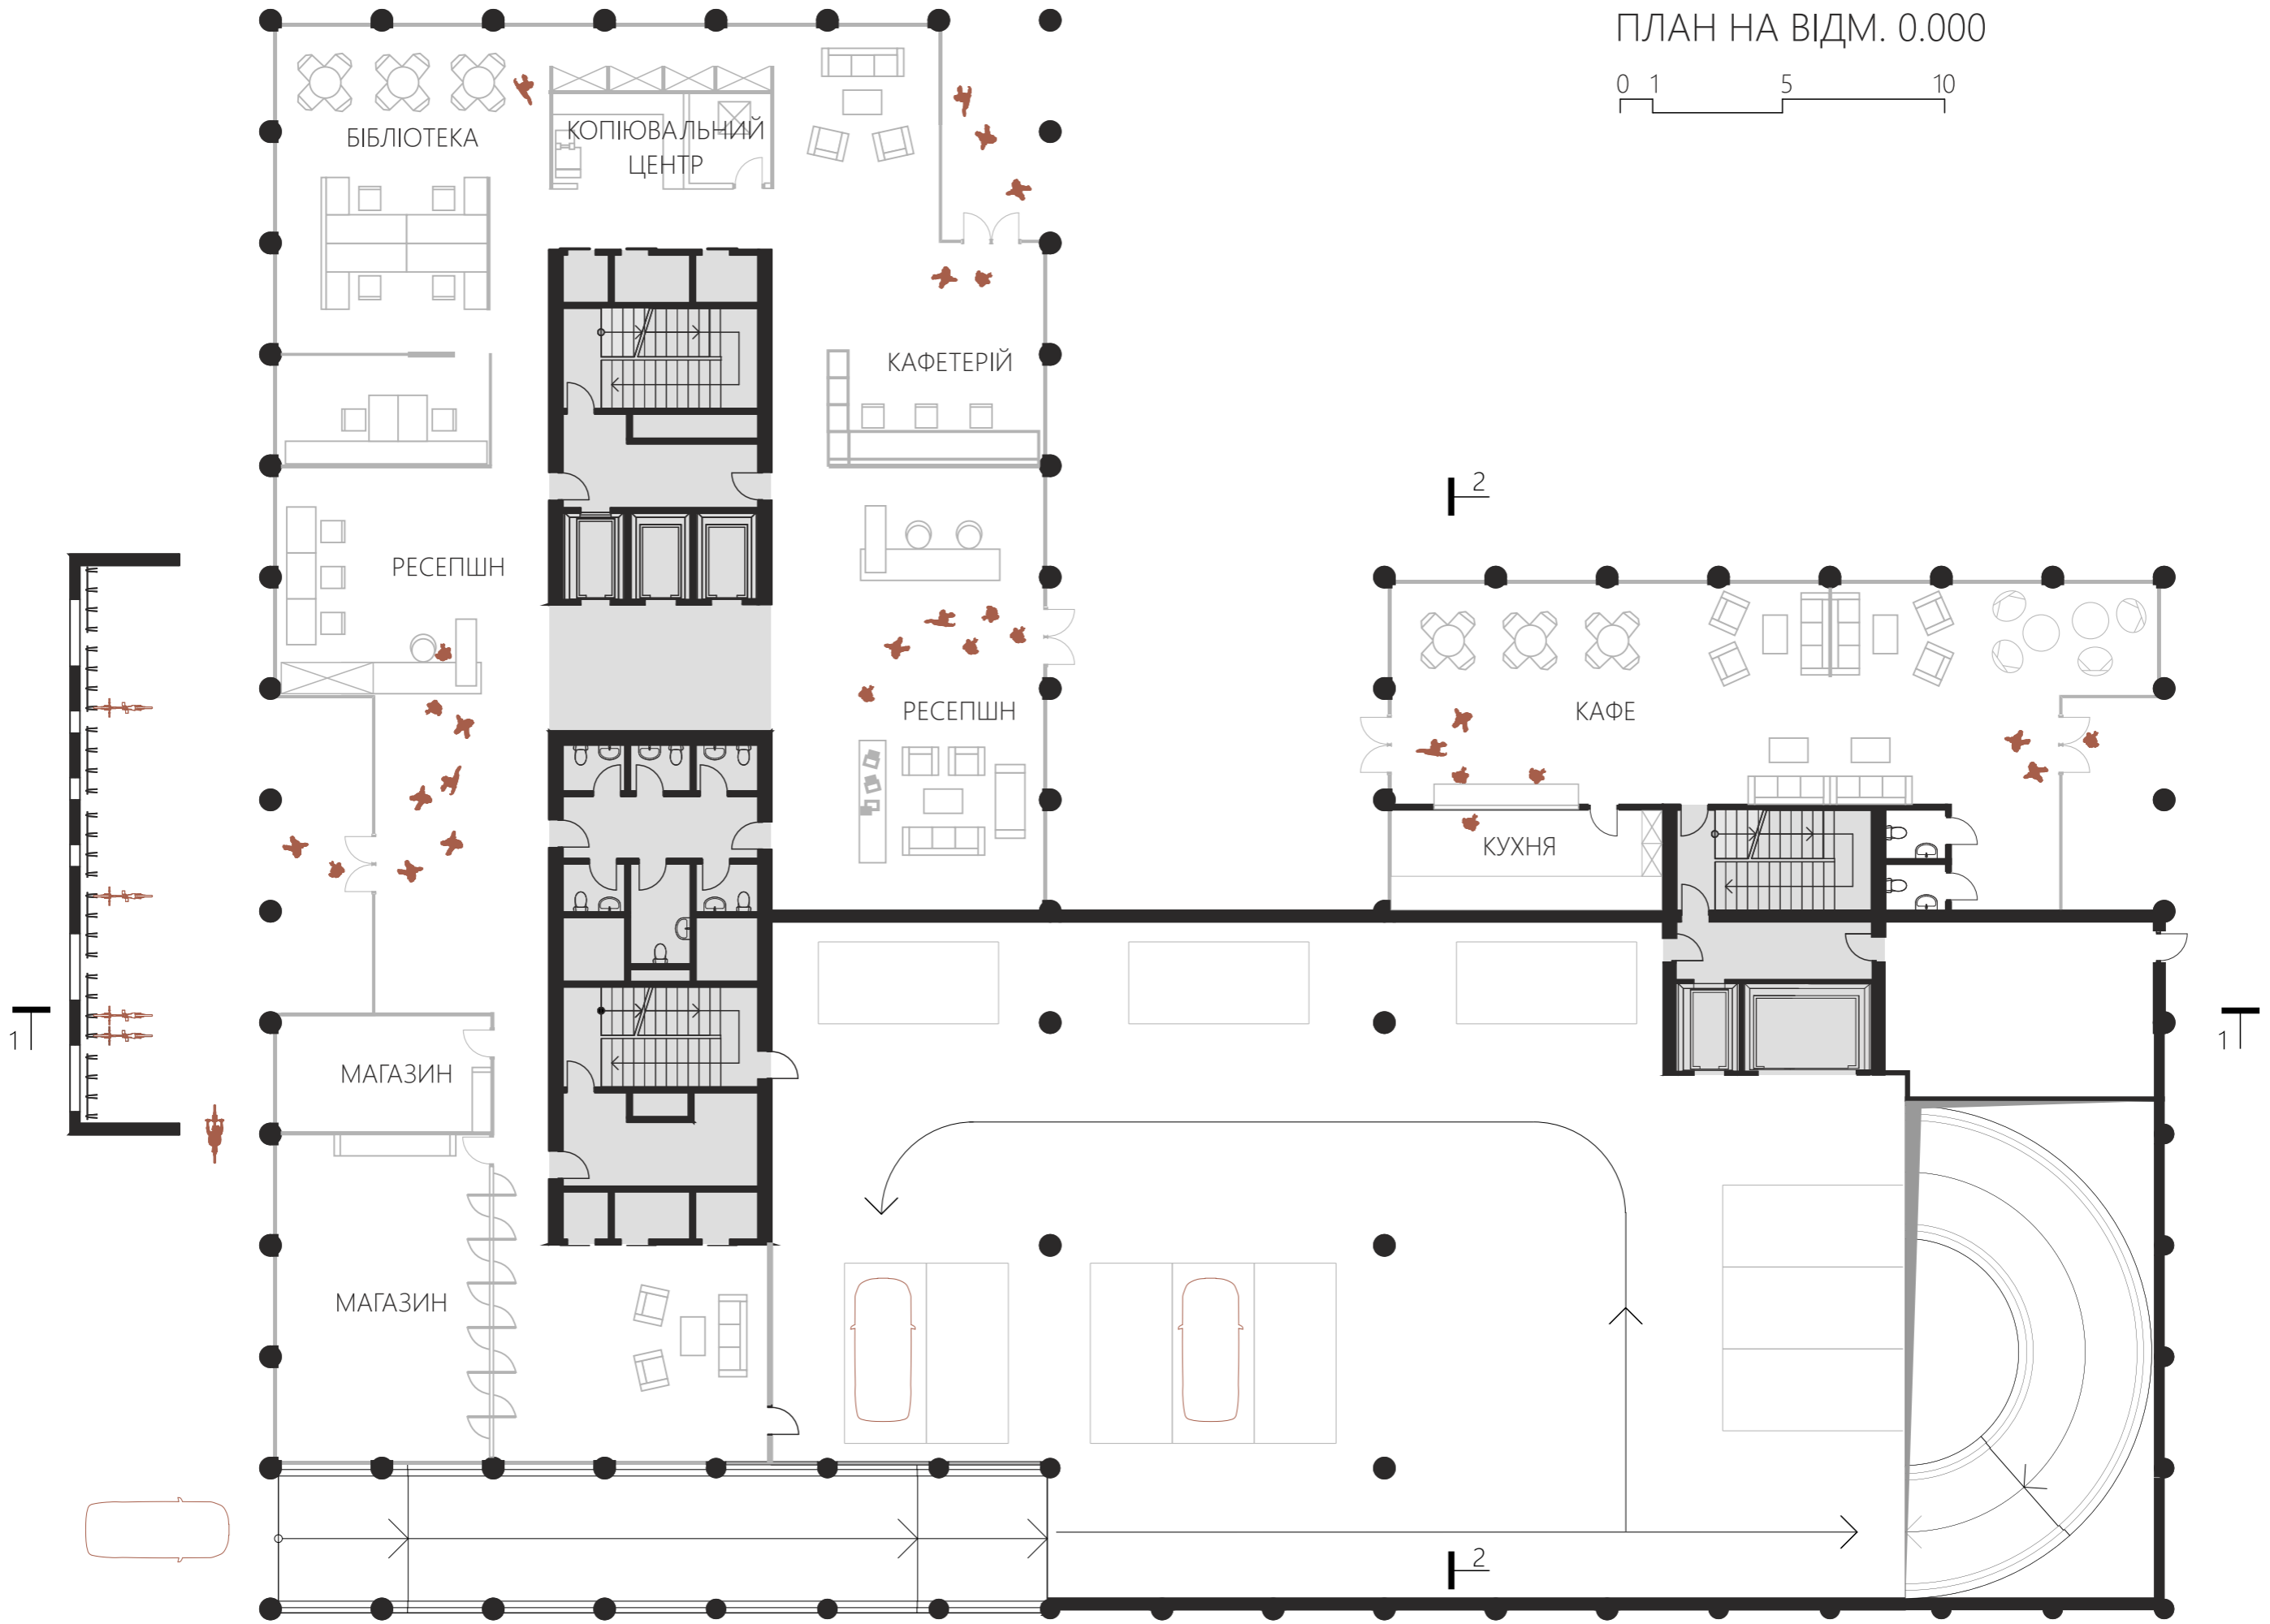 ПЛАН НА ВІДМ. 0.000
0 1 5 10
БІБЛІОТЕКА
КОПІЮВАЛЬНИЙ
ЦЕНТР
КАФЕТЕРІЙ
2
РЕСЕПШН
РЕСЕПШН
КАФЕ
КУХНЯ
1
1
МАГАЗИН
МАГАЗИН
2